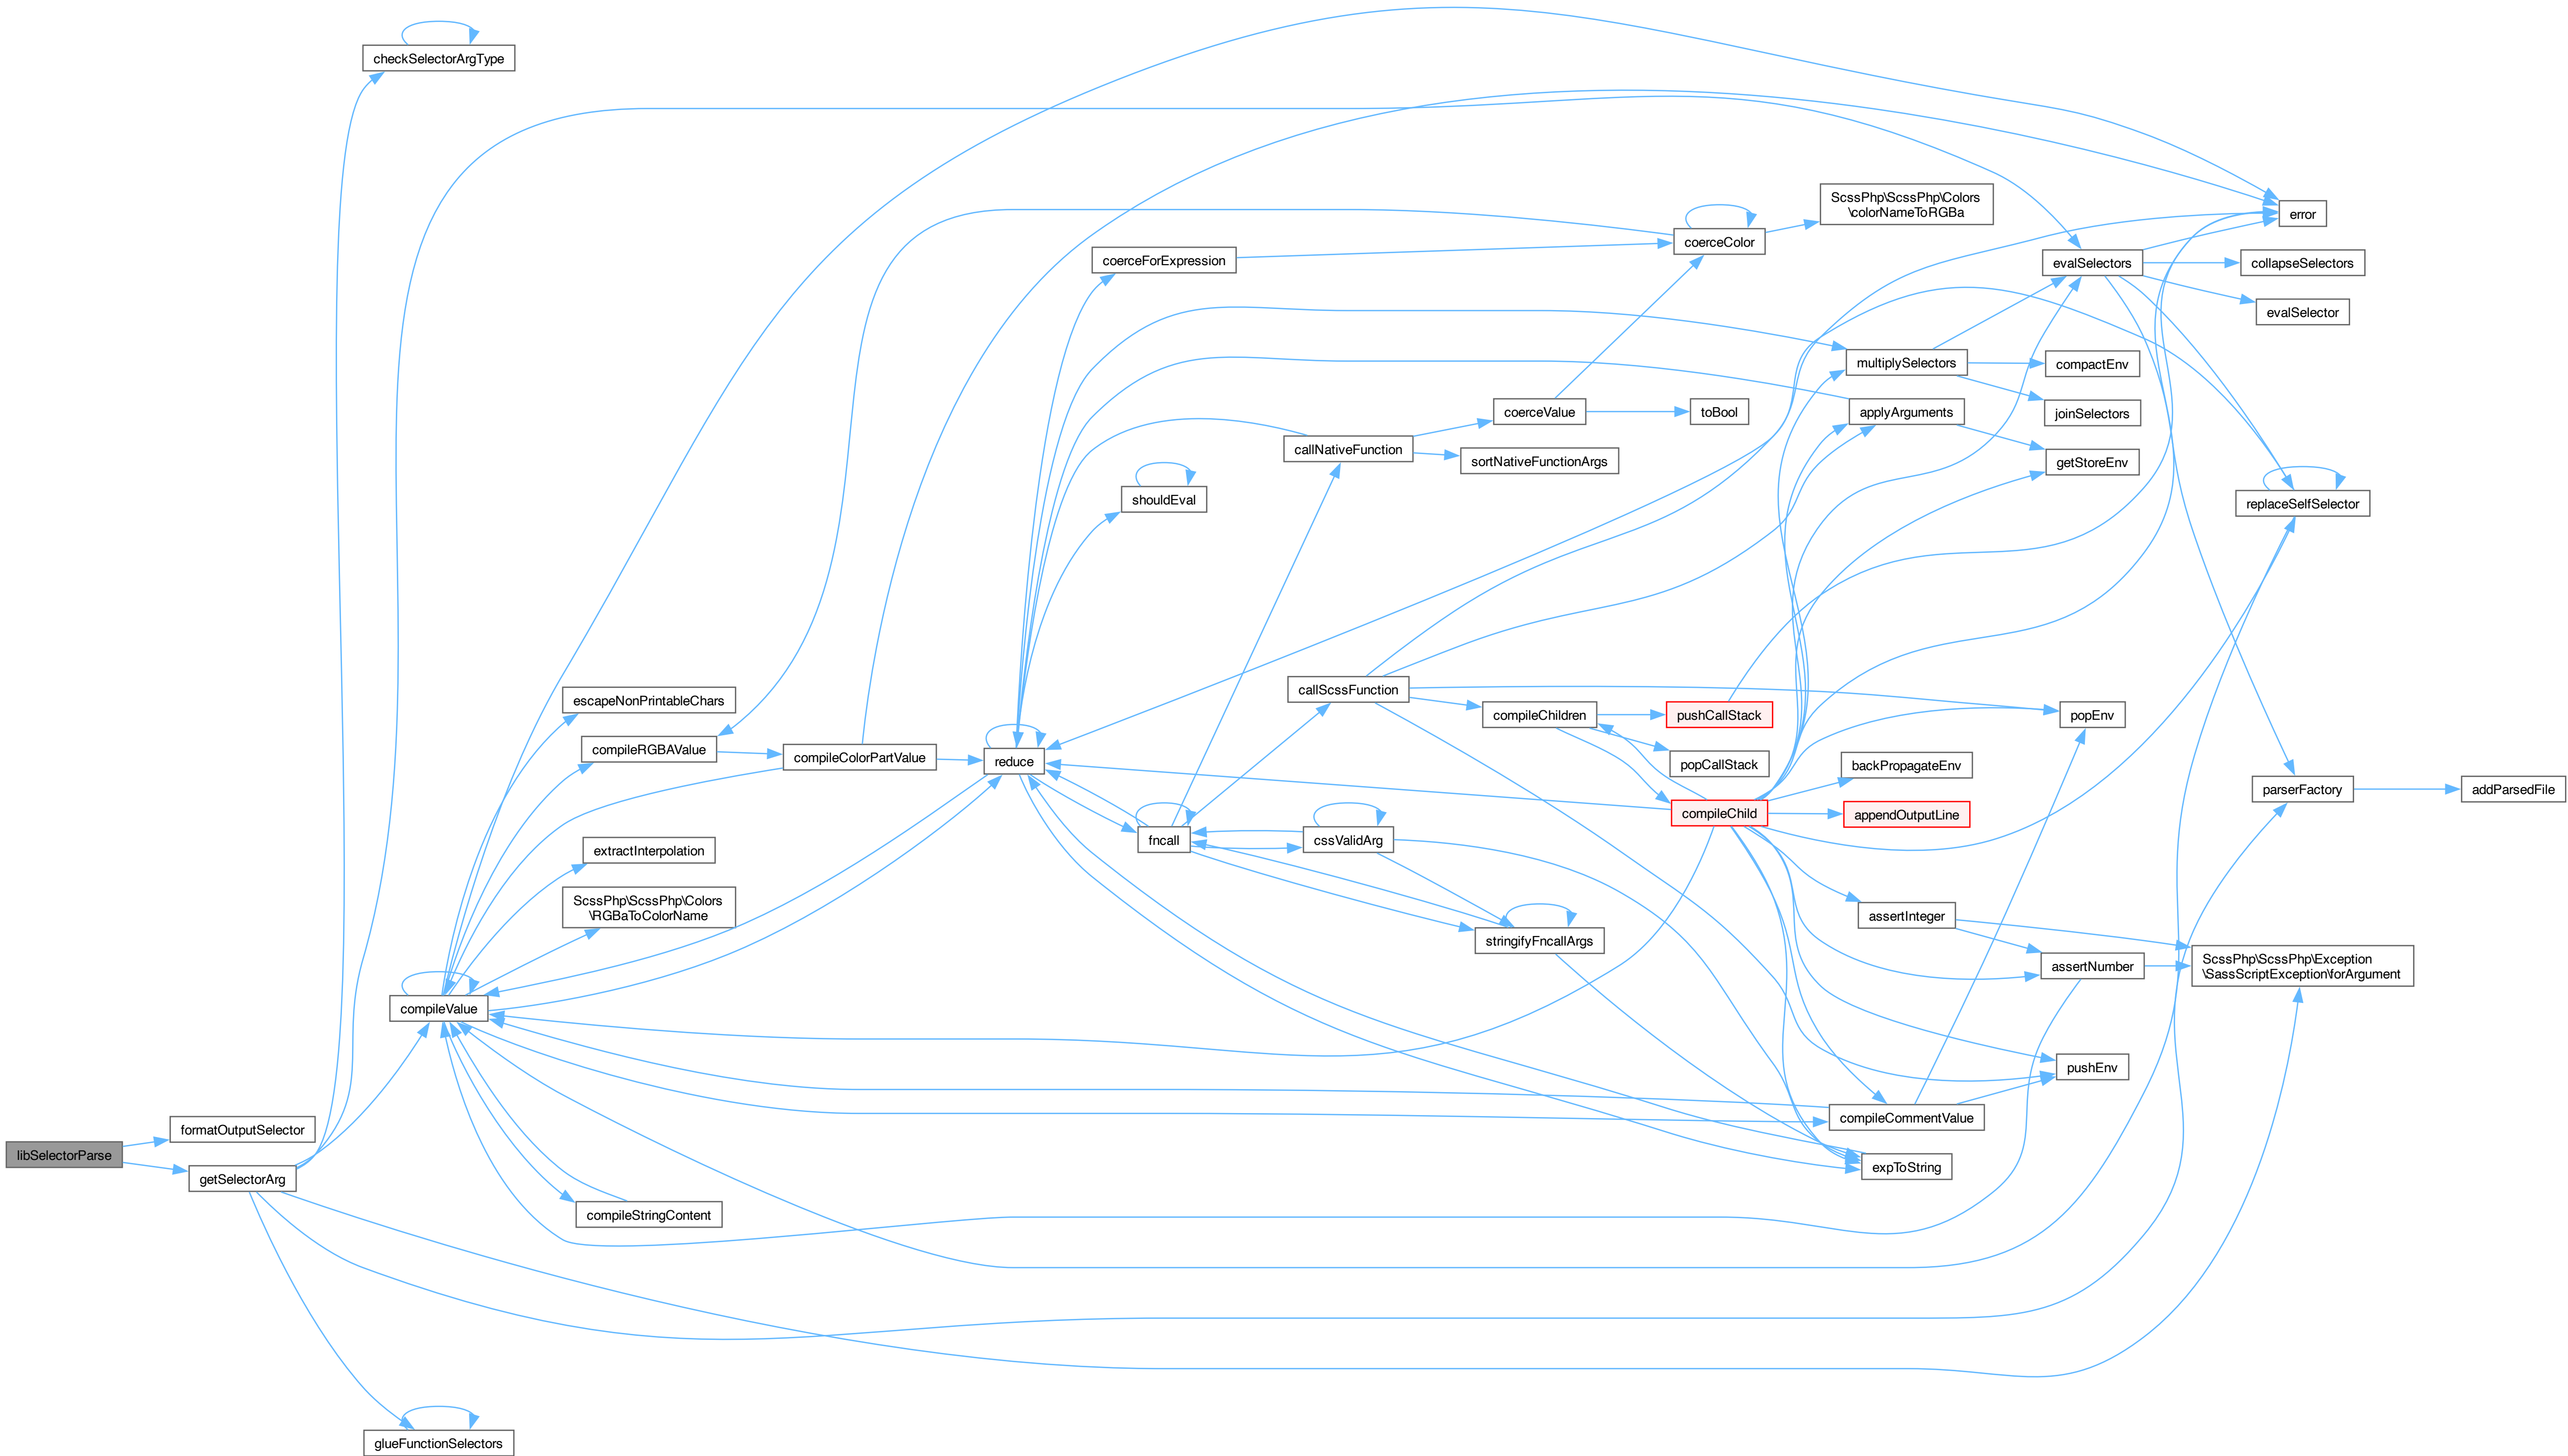 checkSelectorArgType
ScssPhp\ScssPhp\Colors
\colorNameToRGBa
error
coerceColor
coerceForExpression
evalSelectors
collapseSelectors
evalSelector
multiplySelectors
compactEnv
coerceValue
toBool
applyArguments
joinSelectors
callNativeFunction
sortNativeFunctionArgs
getStoreEnv
shouldEval
replaceSelfSelector
callScssFunction
escapeNonPrintableChars
compileChildren
pushCallStack
popEnv
compileRGBAValue
compileColorPartValue
reduce
popCallStack
backPropagateEnv
parserFactory
addParsedFile
compileChild
appendOutputLine
fncall
cssValidArg
extractInterpolation
ScssPhp\ScssPhp\Colors
\RGBaToColorName
assertInteger
stringifyFncallArgs
assertNumber
ScssPhp\ScssPhp\Exception
\SassScriptException\forArgument
compileValue
pushEnv
compileCommentValue
formatOutputSelector
libSelectorParse
expToString
getSelectorArg
compileStringContent
glueFunctionSelectors